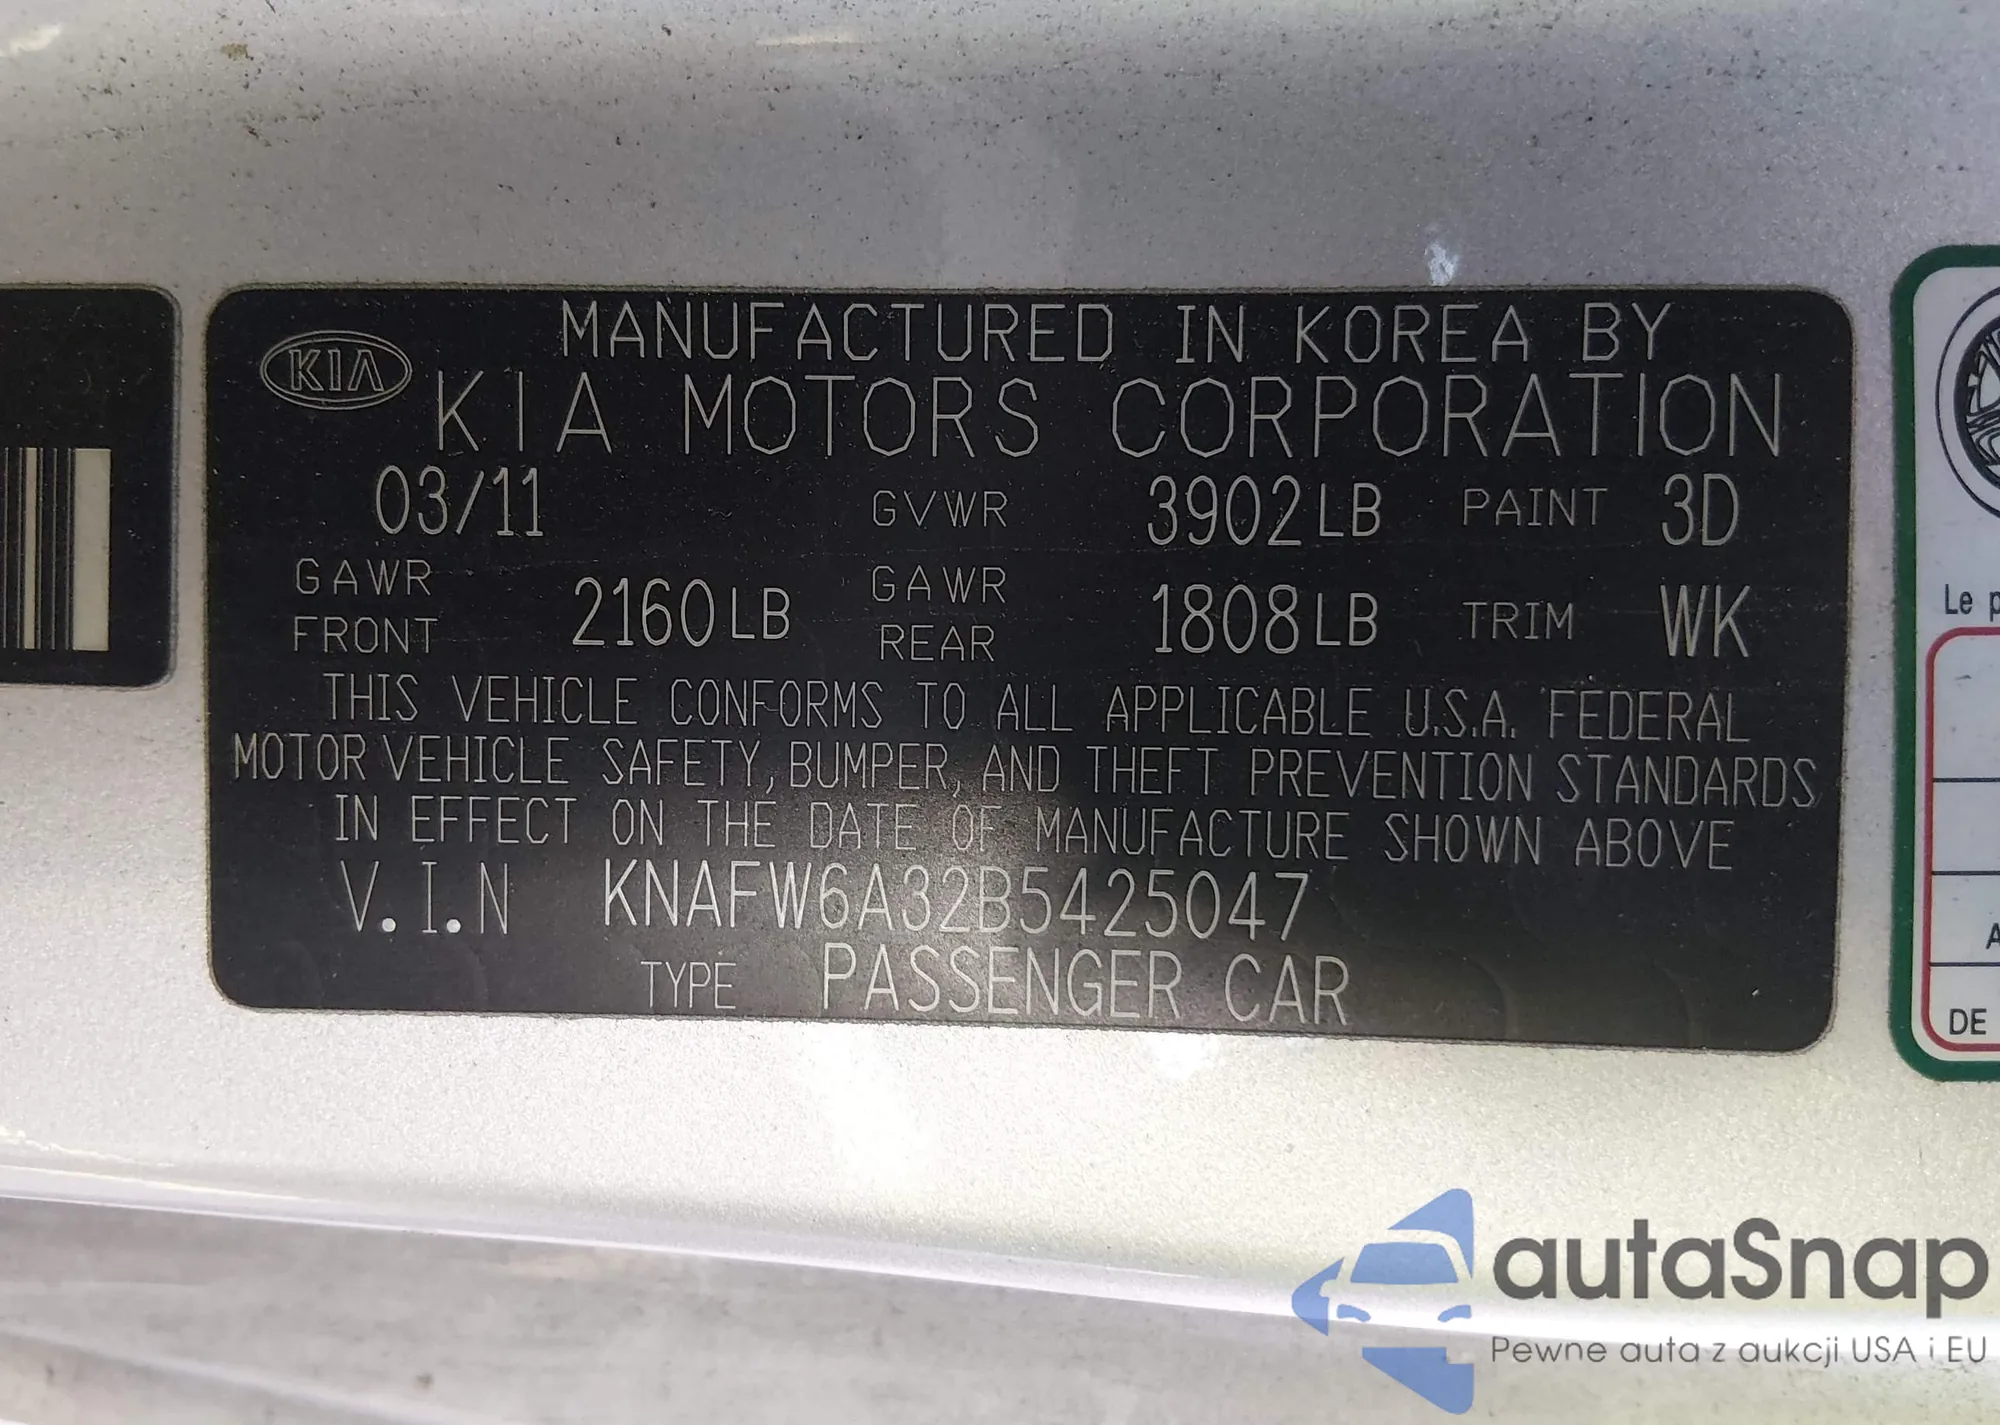 KIA
MANUFACTURED IN KOREA BY
KIA MOTORS CORPORATION
03/11 GVWR 3902LB PAINT 3D
GAWR FRONT 2160LB GAWR REAR 1808LB TRIM WK
THIS VEHICLE CONFORMS TO ALL APPLICABLE U.S.A. FEDERAL
MOTOR VEHICLE SAFETY, BUMPER, AND THEFT PREVENTION STANDARDS
IN EFFECT ON THE DATE OF MANUFACTURE SHOWN ABOVE
V.I.N KNAFW6A32B5425047
TYPE PASSENGER CAR
Le
DE
autaSnap
Pewne auta z aukcji USA i EU